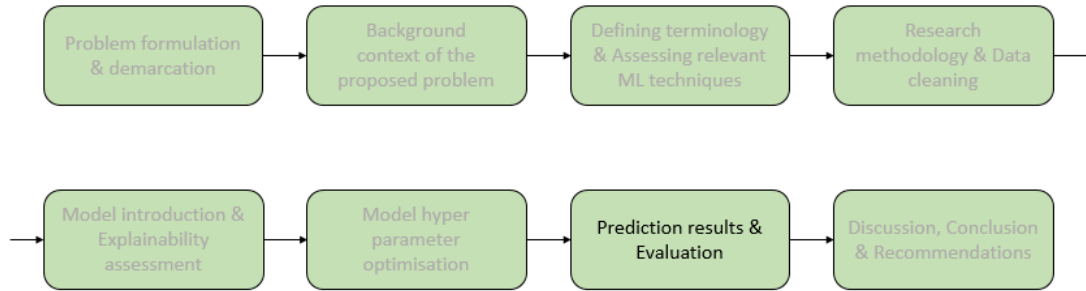 Problem formulation
& demarcation
Background
context of the
proposed problem
Defining terminology
& Assessing relevant
ML techniques
Research
methodology & Data
cleaning
Model introduction &
Explainability
assessment
Model hyper
parameter
optimisation
Prediction results &
Evaluation
Discussion, Conclusion
& Recommendations